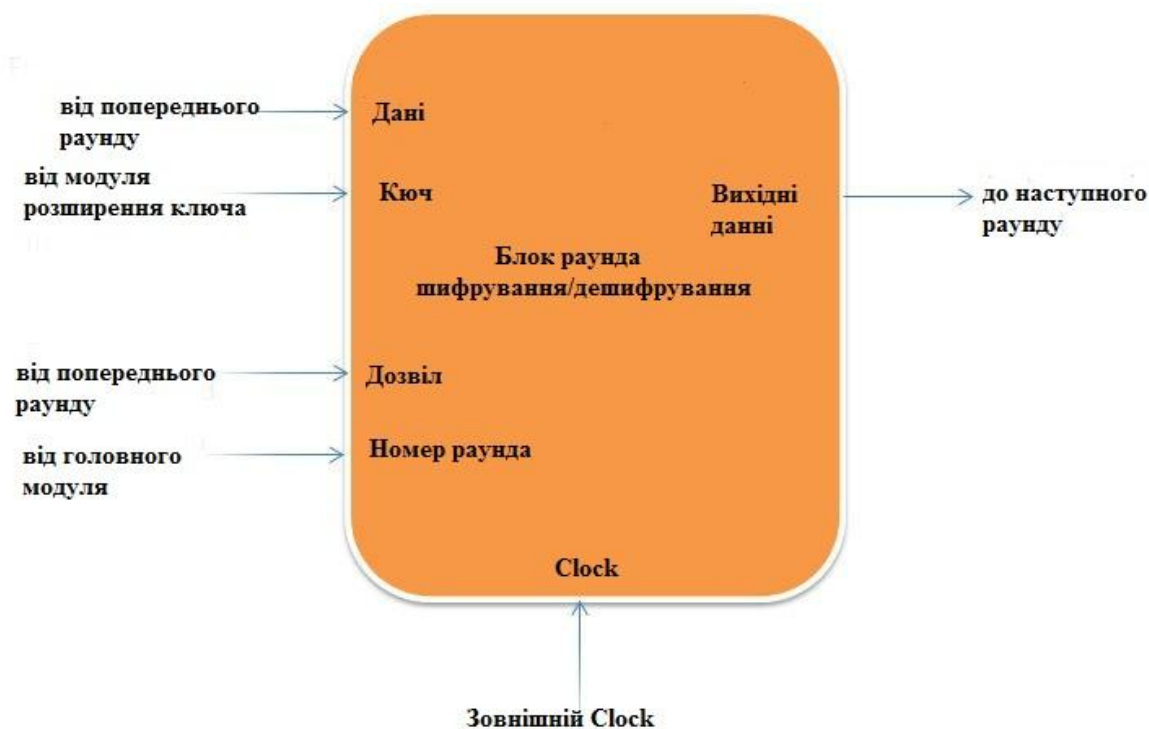 від попереднього
раунду
Дані
від модуля
розширення ключа
Кюч
Вихідні
данні
до наступного
раунду
Блок раунда
шифрування/дешифрування
від попереднього
раунду
Дозвіл
від головного
модуля
Номер раунда
Clock
Зовнішній Clock